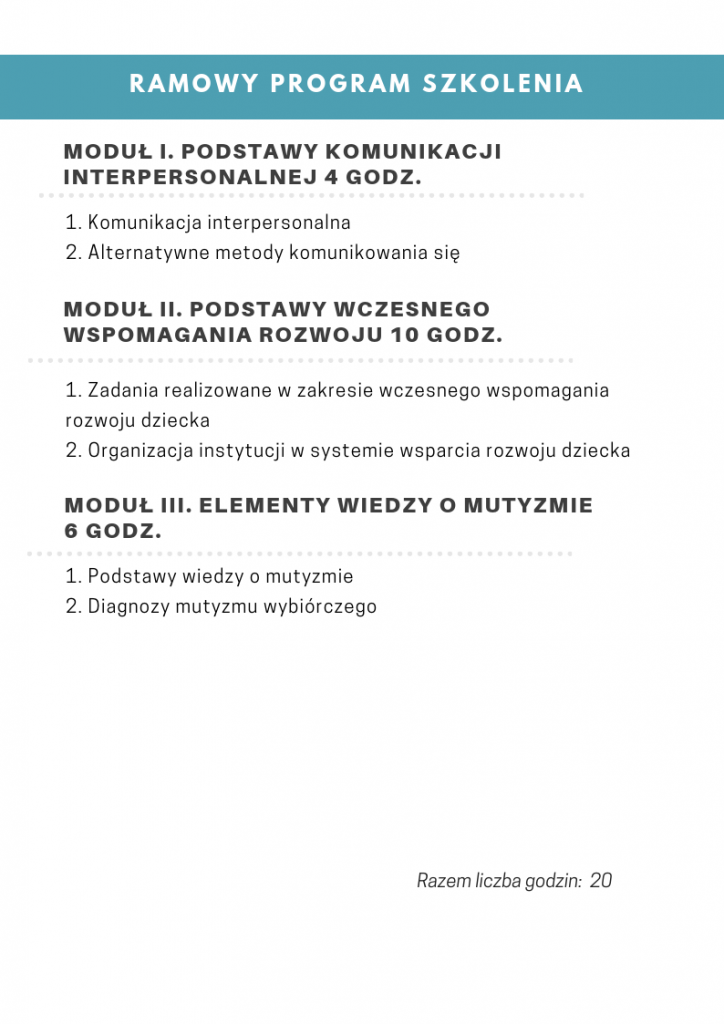 RAMOWY PROGRAM SZKOLENIA
MODUŁ I. PODSTAWY KOMUNIKACJI
INTERPERSONALNEJ 4 GODZ.
1. Komunikacja interpersonalna
2. Alternatywne metody komunikowania się
MODUŁ II. PODSTAWY WCZESNEGO
WSPOMAGANIA ROZWOJU 10 GODZ.
1. Zadania realizowane w zakresie wczesnego wspomagania
rozwoju dziecka
2. Organizacja instytucji w systemie wsparcia rozwoju dziecka
MODUŁ III. ELEMENTY WIEDZY O MUTYZMIE
6 GODZ.
1. Podstawy wiedzy o mutyzmie
2. Diagnozy mutyzmu wybiórczego
Razem liczba godzin: 20